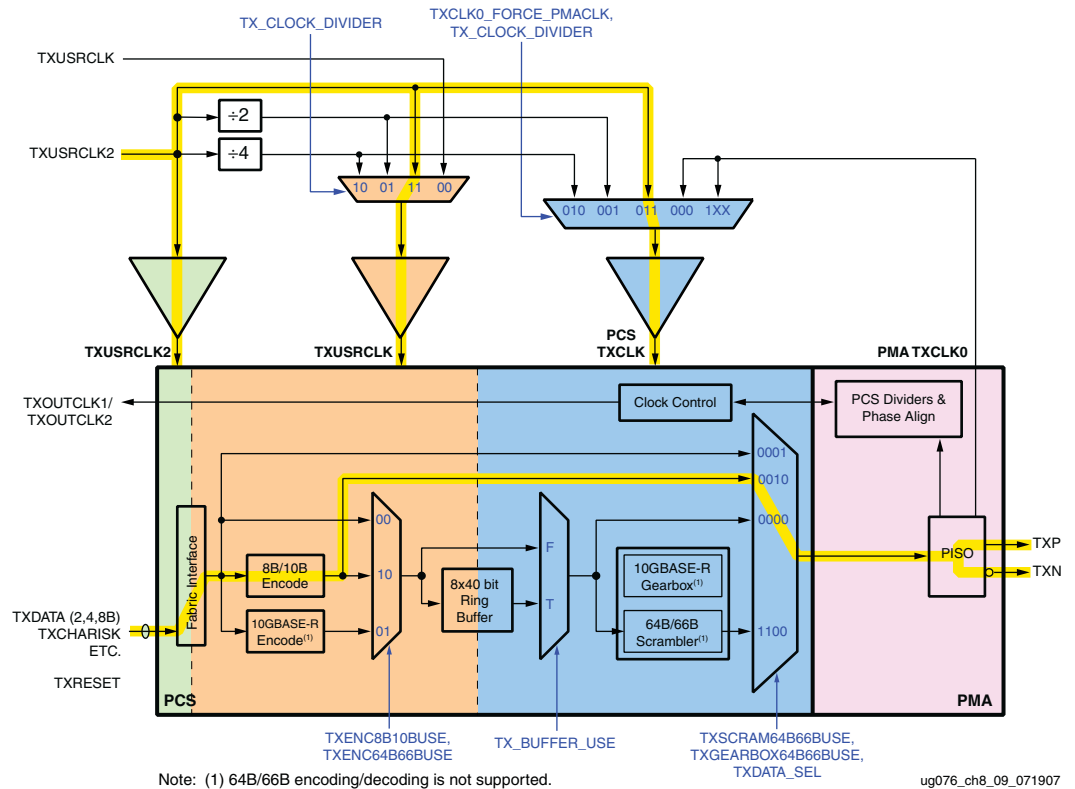 TX_CLOCK_DIVIDER
TXCLK0_FORCE_PMACLK,
TX_CLOCK_DIVIDER
TXUSRCLK
÷2
TXUSRCLK2
÷4
10 01 11 00
010 001 011 000 1XX
TXUSRCLK2
TXUSRCLK
PCS
TXCLK
PMA TXCLK0
TXOUTCLK1/
TXOUTCLK2
Clock Control
PCS Dividers &
Phase Align
0001
0010
0000
1100
Fabric Interface
00
10
01
8B/10B
Encode
10GBASE-R
Encode(1)
8x40 bit
Ring
Buffer
F
T
10GBASE-R
Gearbox(1)
64B/66B
Scrambler(1)
PISO
TXP
TXN
TXDATA (2,4,8B)
TXCHARISK
ETC.
TXRESET
PCS
PMA
TXENC8B10BUSE,
TXENC64B66BUSE
TX_BUFFER_USE
TXSCRAM64B66BUSE,
TXGEARBOX64B66BUSE,
TXDATA_SEL
Note: (1) 64B/66B encoding/decoding is not supported.
ug076_ch8_09_071907